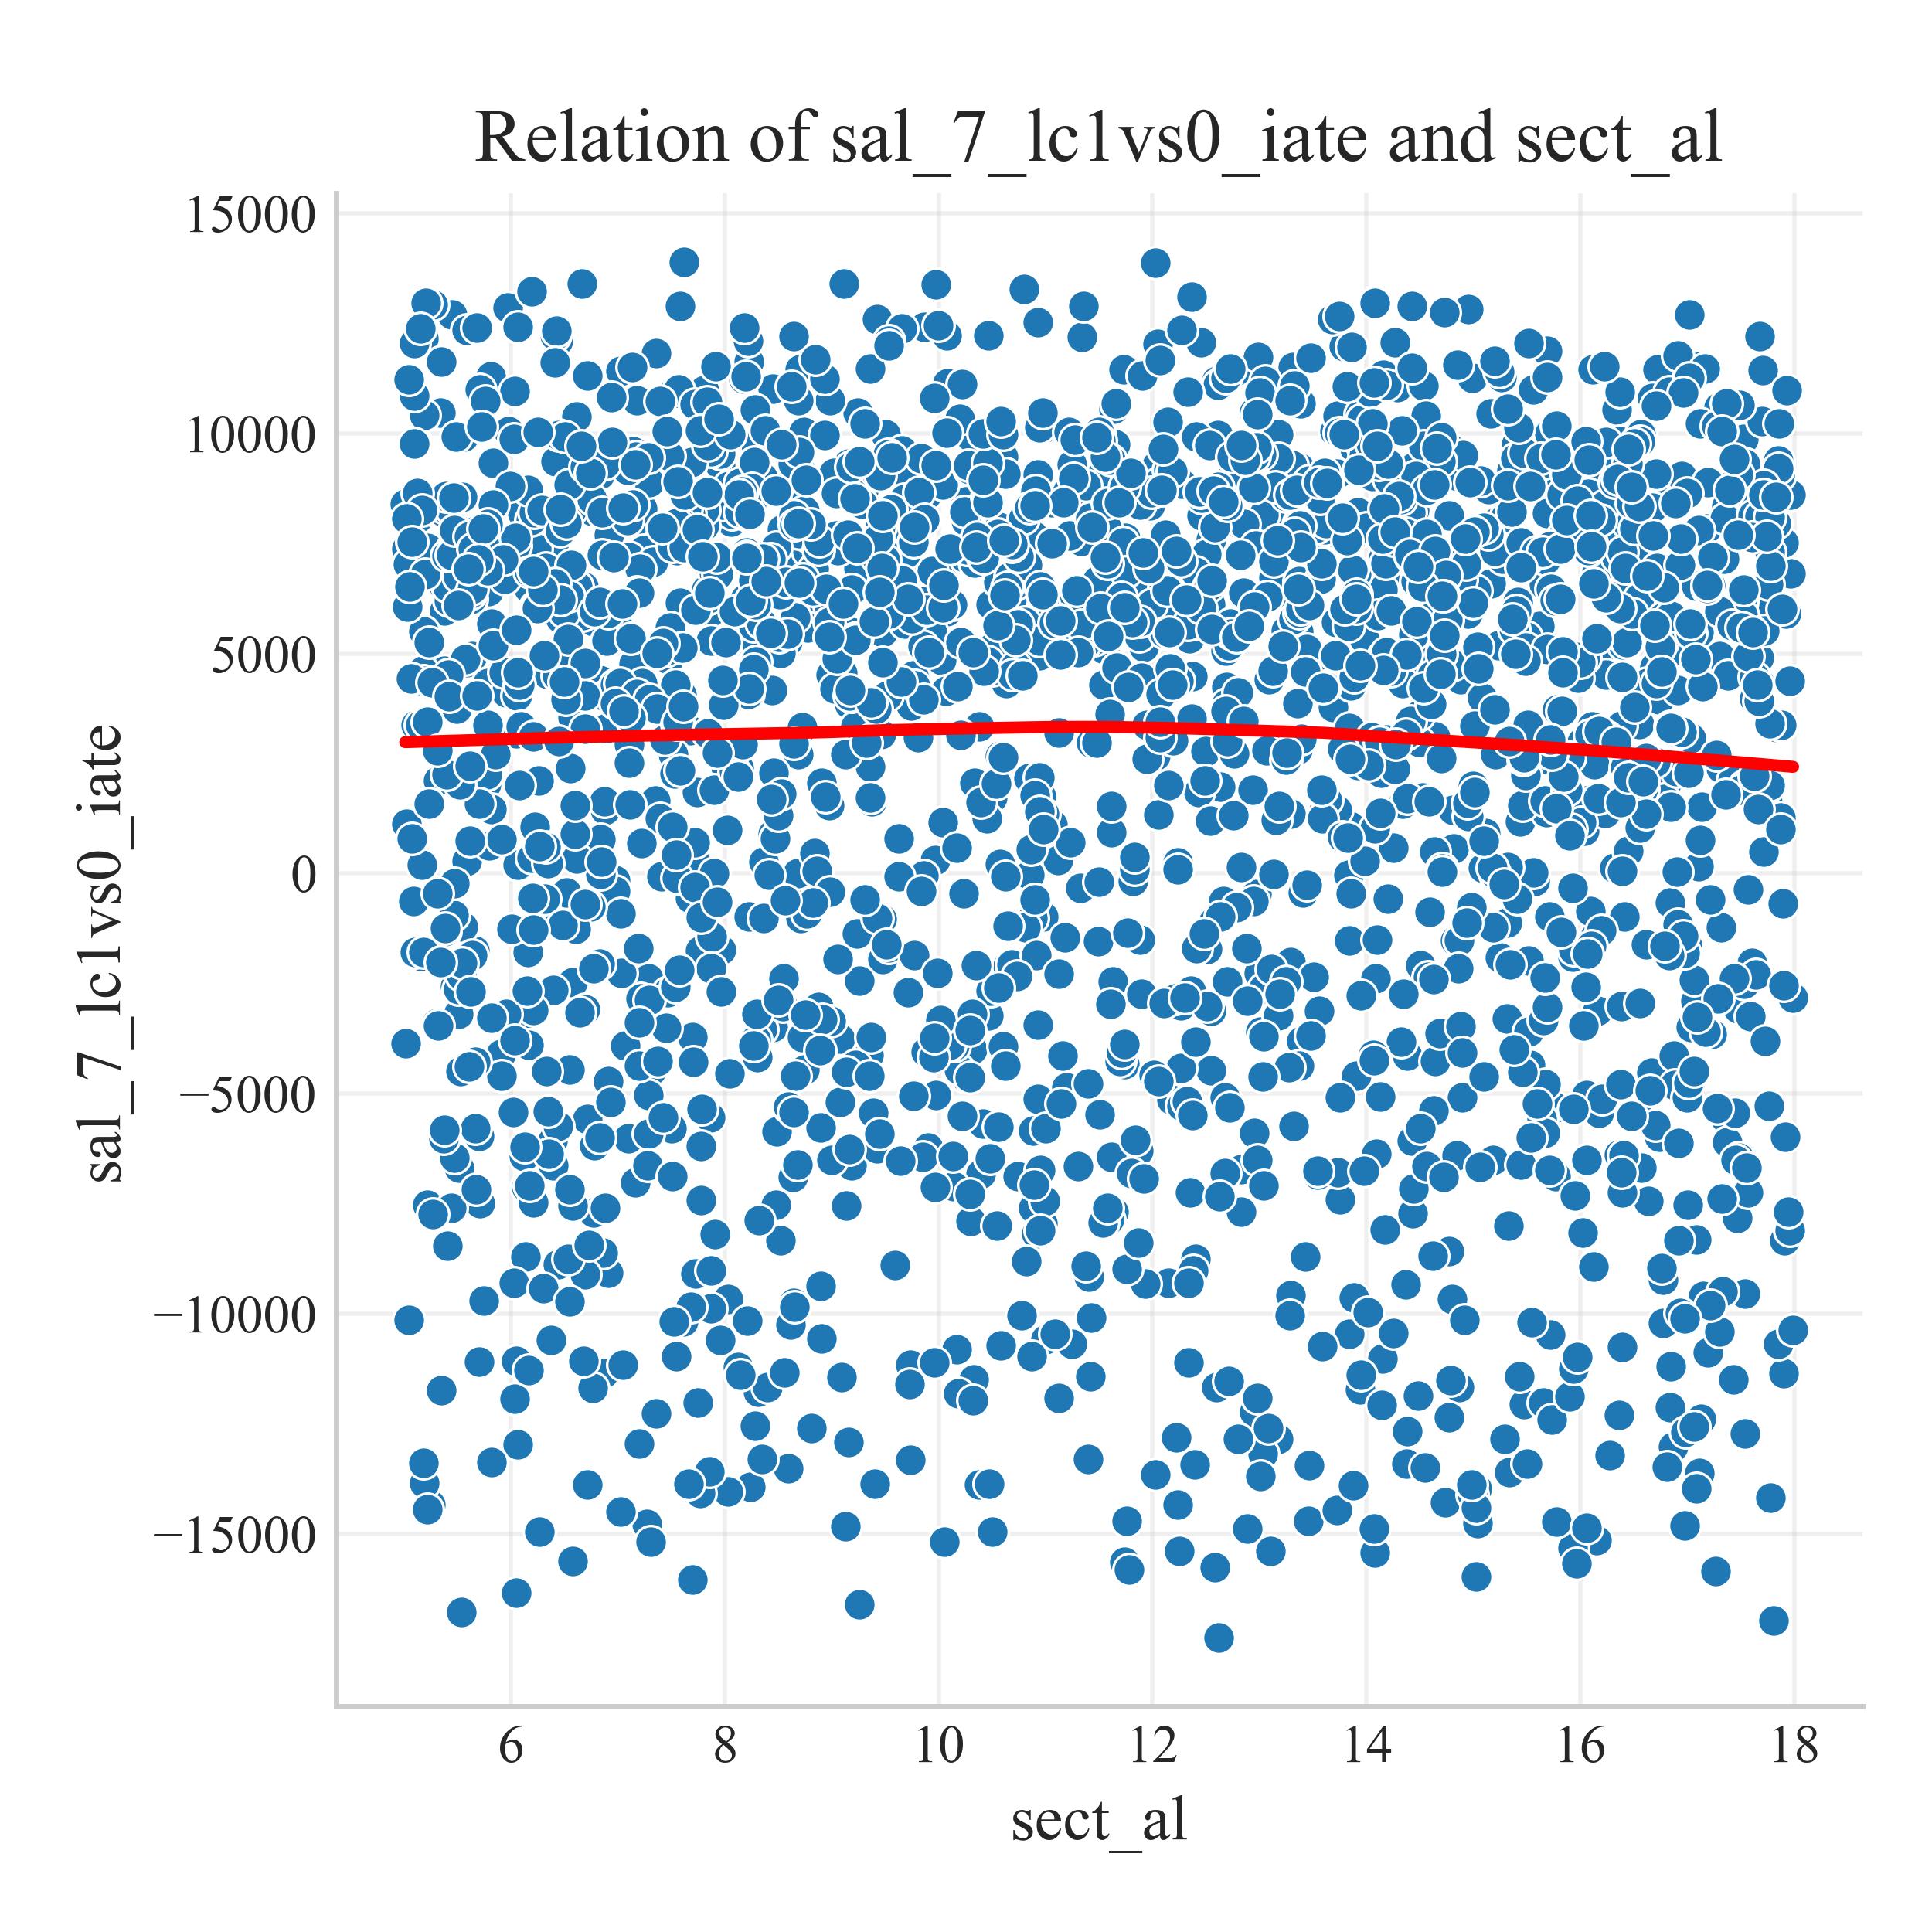 Relation of sal_7_lc1vs0_iate and sect_al
15000
10000
5000
0
−5000
−10000
−15000
sal_7_lc1vs0_iate
6 8 10 12 14 16 18
sect_al